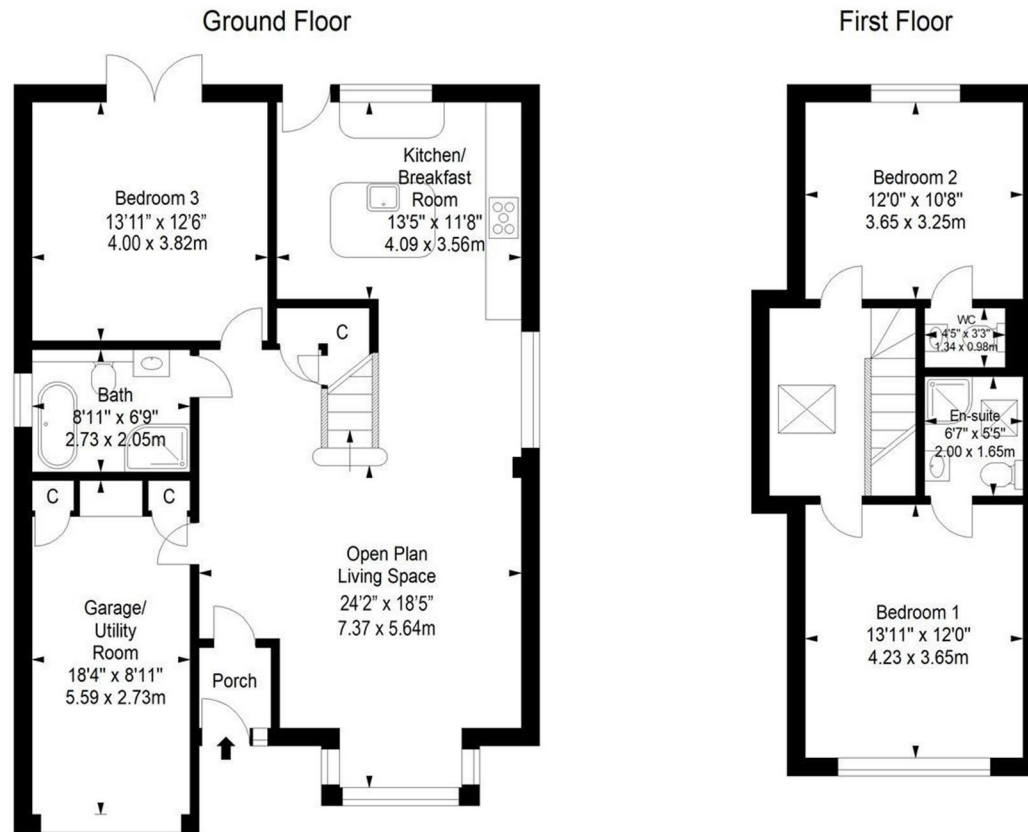 Ground Floor
First Floor
Bedroom 3
13'11" x 12'6"
4.00 x 3.82m
Kitchen/
Breakfast
Room
13'5" x 11'8"
4.09 x 3.56m
C
Bath
8'11" x 6'9"
2.73 x 2.05m
C
C
Garage/
Utility
Room
18'4" x 8'11"
5.59 x 2.73m
Open Plan
Living Space
24'2" x 18'5"
7.37 x 5.64m
Porch
Bedroom 2
12'0" x 10'8"
3.65 x 3.25m
WC
4'5" x 3'3"
1.34 x 0.98m
En-suite
6'7" x 5'5"
2.00 x 1.65m
Bedroom 1
13'11" x 12'0"
4.23 x 3.65m